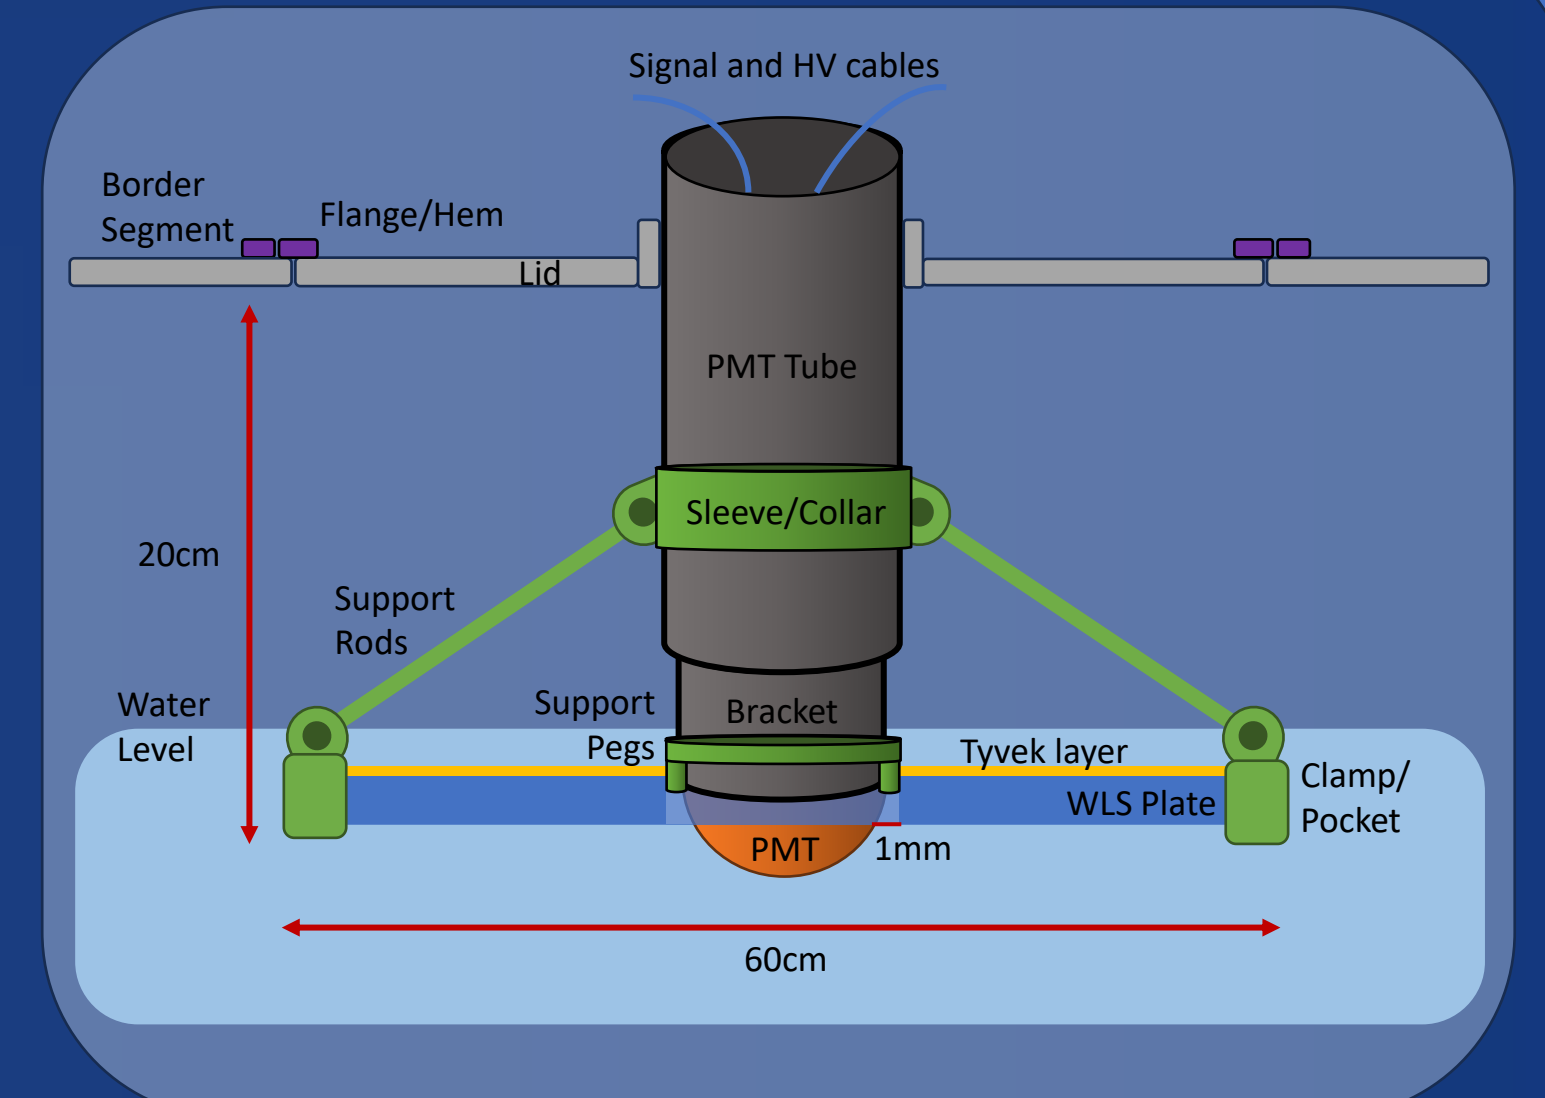 Signal and HV cables
Border
Segment
Flange/Hem
Lid
PMT Tube
Sleeve/Collar
20cm
Support
Rods
Water
Level
Support
Pegs
Bracket
Tyvek layer
WLS Plate
Clamp/
Pocket
PMT
1mm
60cm